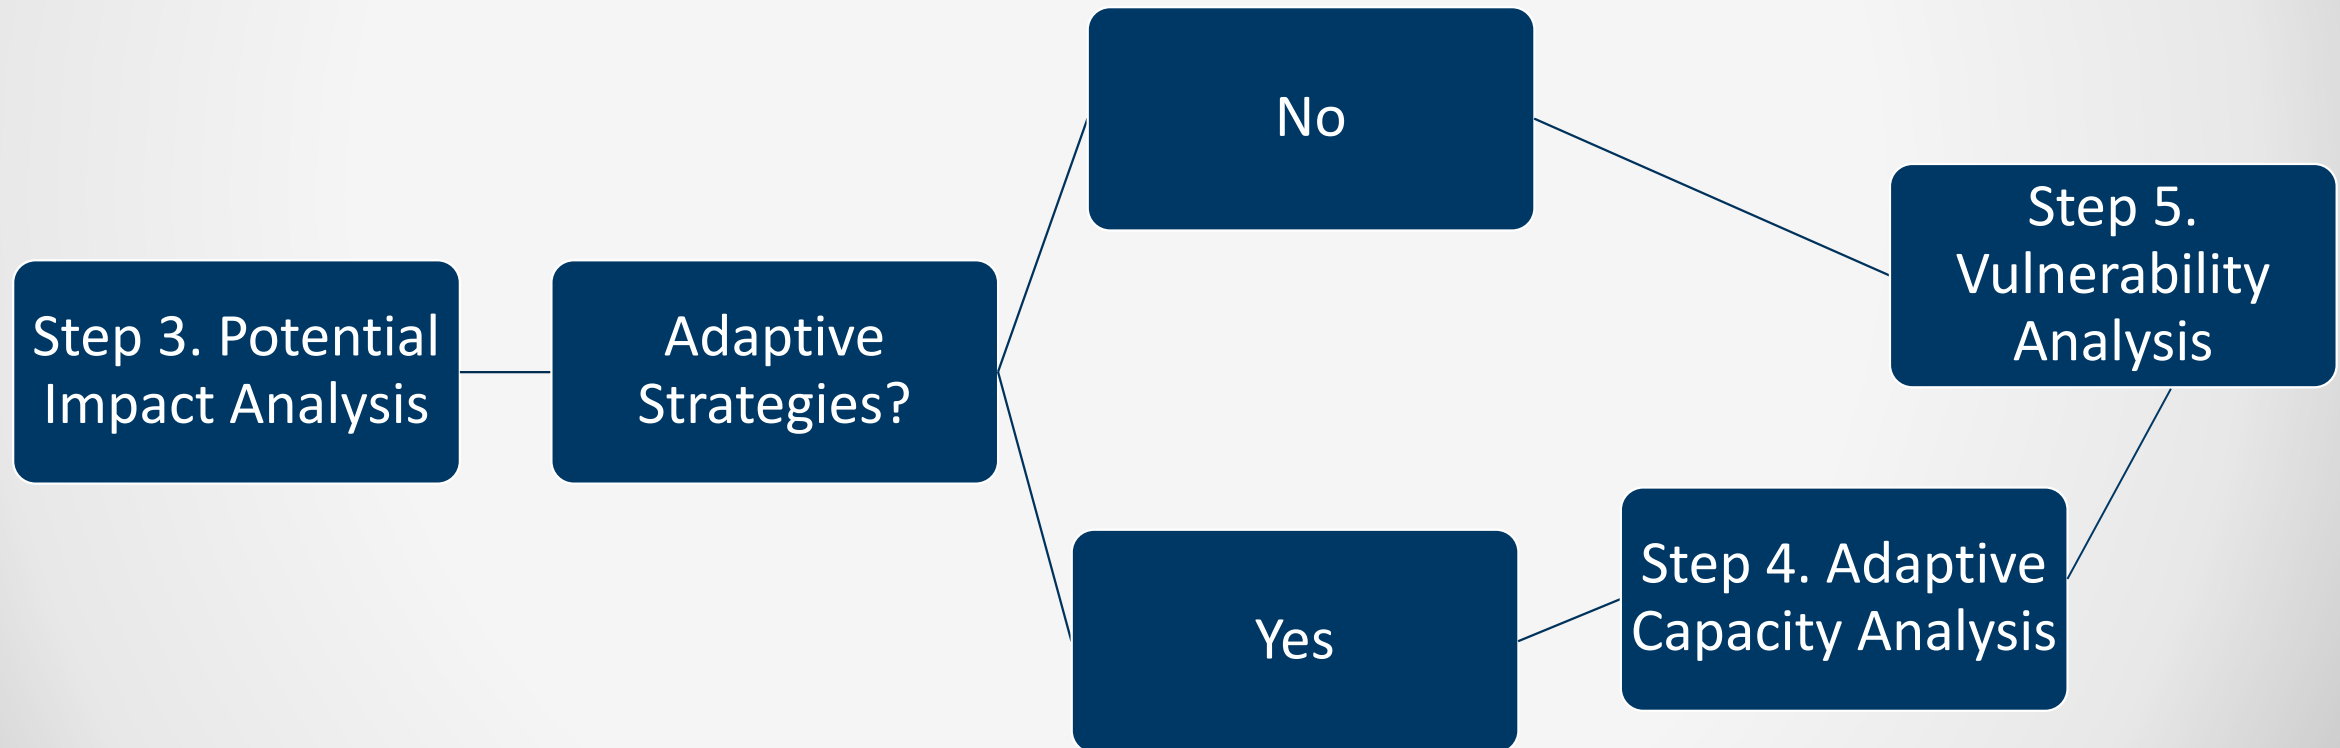 Step 3. Potential
Impact Analysis
Adaptive
Strategies?
No
Yes
Step 4. Adaptive
Capacity Analysis
Step 5.
Vulnerability
Analysis